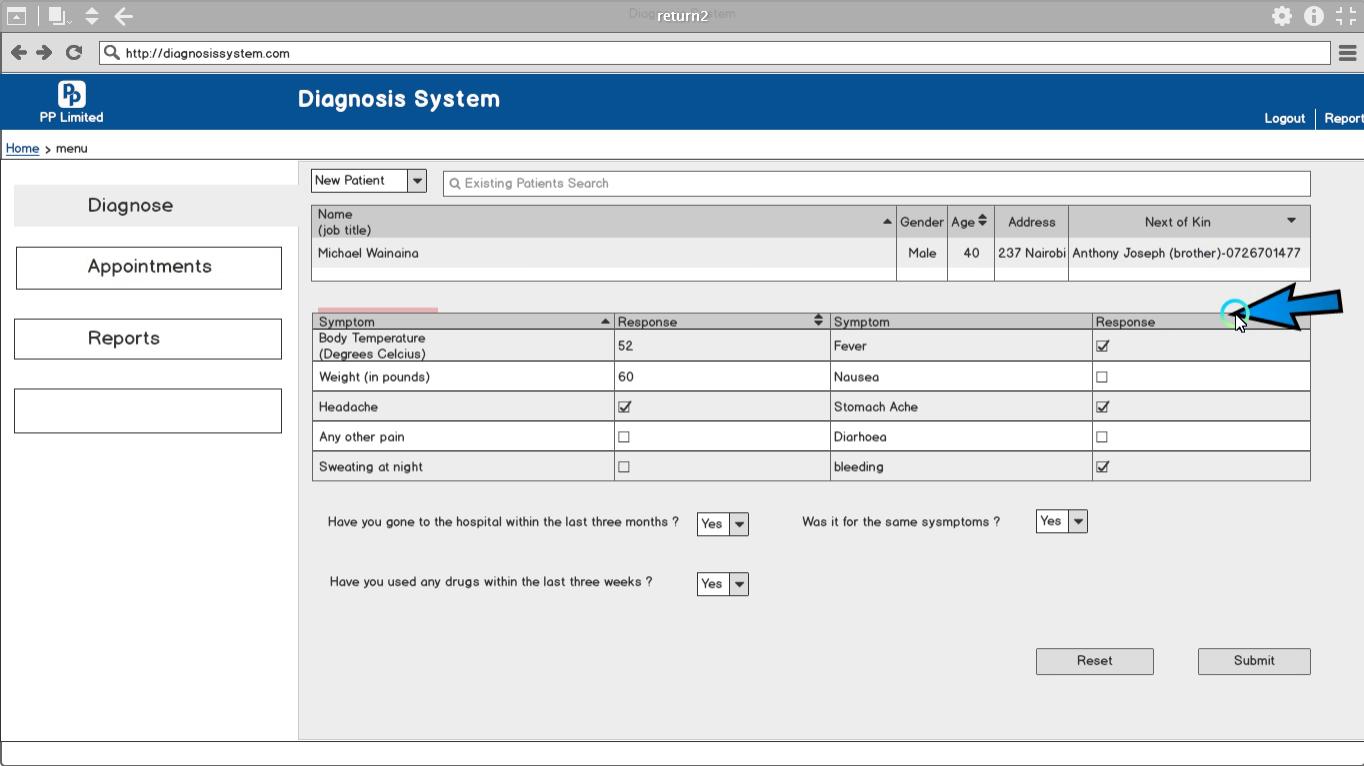 Diagnosis System
return2
http://diagnosissystem.com
PP
PP Limited
Diagnosis System
Logout
Report
Home > menu
Diagnose
Appointments
Reports
New Patient
Existing Patients Search
Name
(job title)
Gender
Age
Address
Next of Kin
Michael Wainaina
Male
40
237 Nairobi
Anthony Joseph (brother)-0726701477
Symptom
Response
Symptom
Response
Body Temperature
(Degrees Celcius)
52
Fever
Weight (in pounds)
60
Nausea
Headache
Stomach Ache
Any other pain
Diarhoea
Sweating at night
bleeding
Have you gone to the hospital within the last three months ?
Yes
Was it for the same sysmptoms ?
Yes
Have you used any drugs within the last three weeks ?
Yes
Reset
Submit